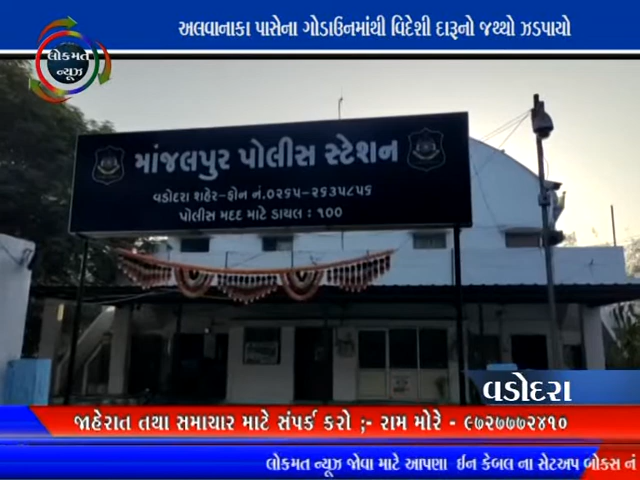 અલવાનાકા પાસેના ગોડાઉનમાંથી વિદેશી દારૂનો જથ્થો ઝડપાયો
લોકમત
ન્યૂઝ
માંજલપુર પોલીસ સ્ટેશન
વડોદરા શહેર-ફોન નં.૦૨૬૫-૨૬૩૫૮૫૬
પોલીસ મદદ માટે ડાયલ : ૧૦૦
વડોદરા
જાહેરાત તથા સમાચાર માટે સંપર્ક કરો ;- રામ મોરે - ૯૭૨૭૭૭૨૪૧૦
લોકમત ન્યૂઝ જોવા માટે આપણા ઈન કેબલ ના સેટઅપ બોક્સ નં